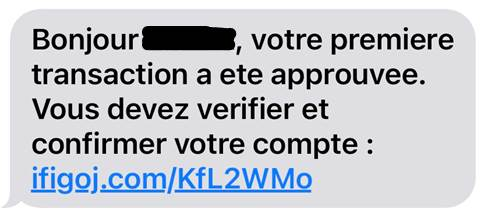 Bonjour , votre premiere
transaction a ete approuvee.
Vous devez verifier et
confirmer votre compte :
ifigoj.com/KfL2WMo